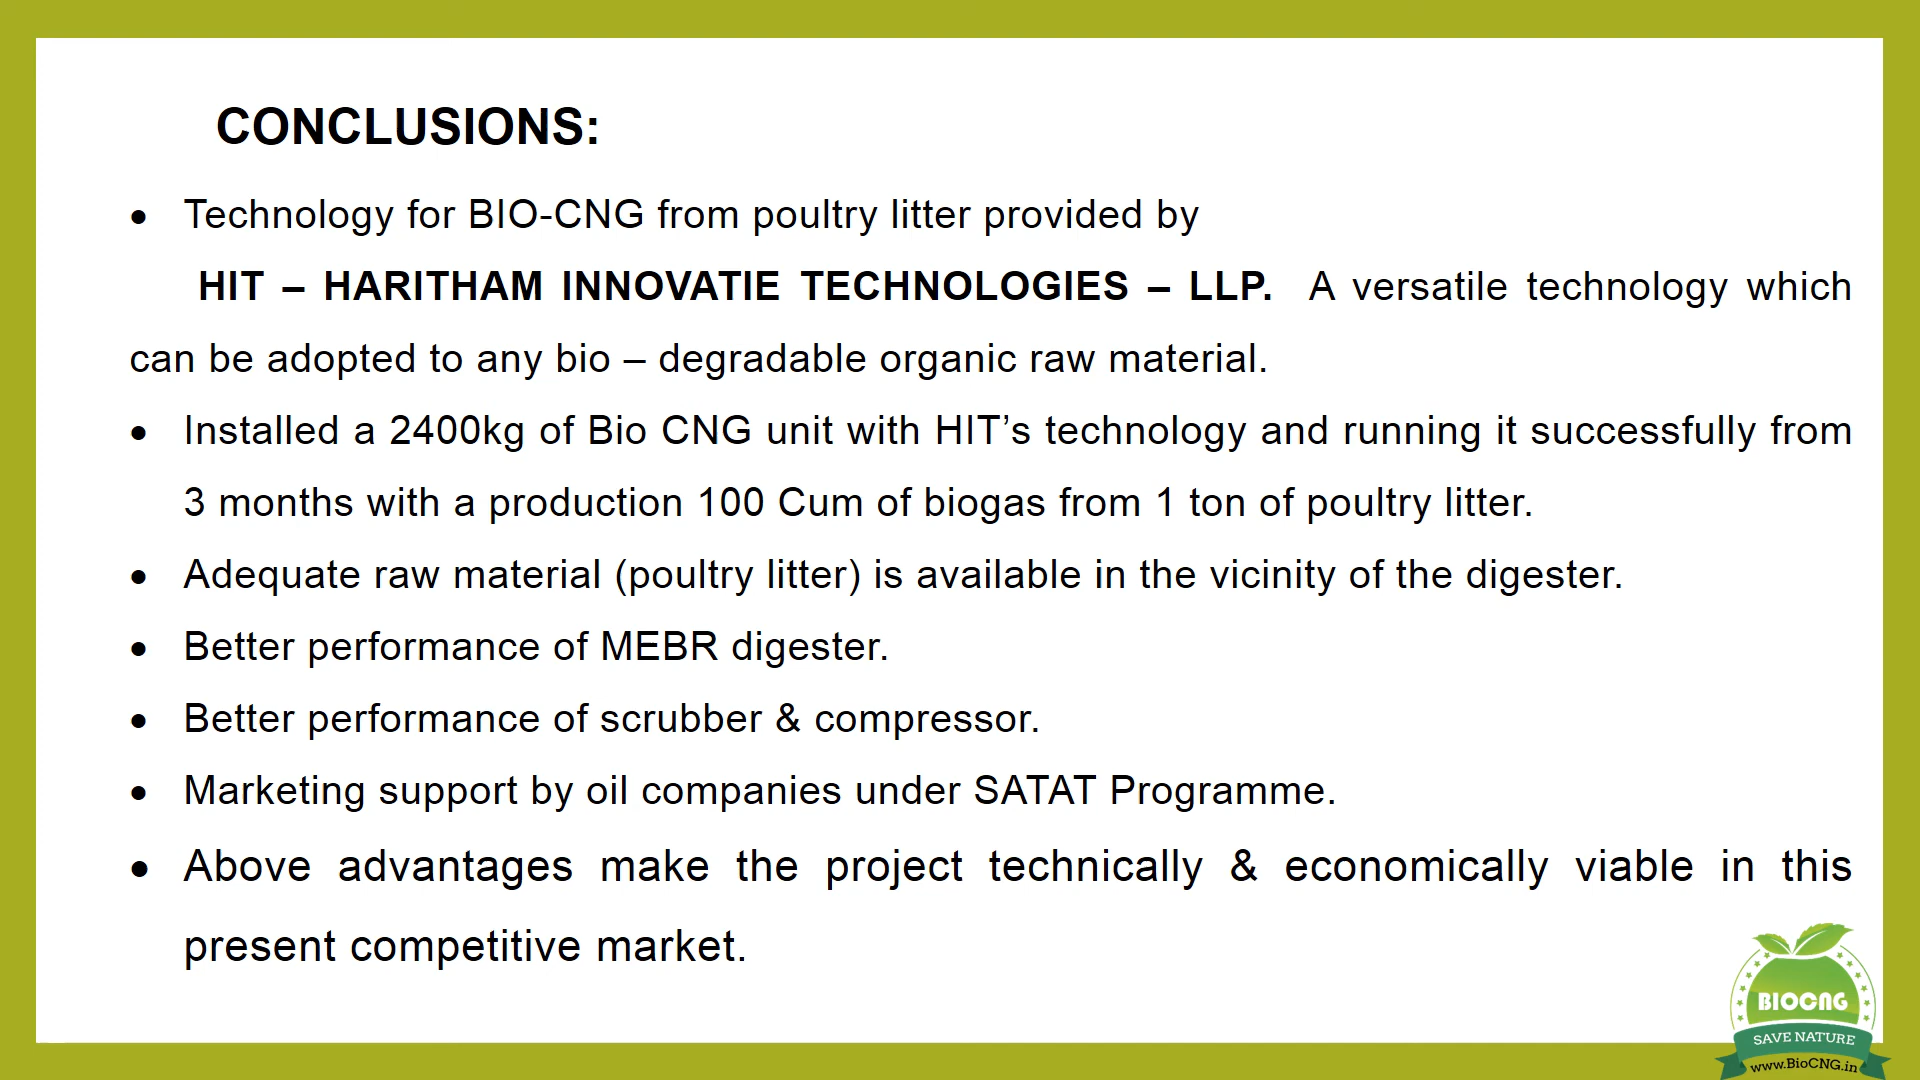 CONCLUSIONS:
• Technology for BIO-CNG from poultry litter provided by
HIT – HARITHAM INNOVATIE TECHNOLOGIES – LLP. A versatile technology which
can be adopted to any bio – degradable organic raw material.
• Installed a 2400kg of Bio CNG unit with HIT’s technology and running it successfully from
3 months with a production 100 Cum of biogas from 1 ton of poultry litter.
• Adequate raw material (poultry litter) is available in the vicinity of the digester.
• Better performance of MEBR digester.
• Better performance of scrubber & compressor.
• Marketing support by oil companies under SATAT Programme.
• Above advantages make the project technically & economically viable in this
present competitive market.
BIOCNG
SAVE NATURE
www.BioCNG.in